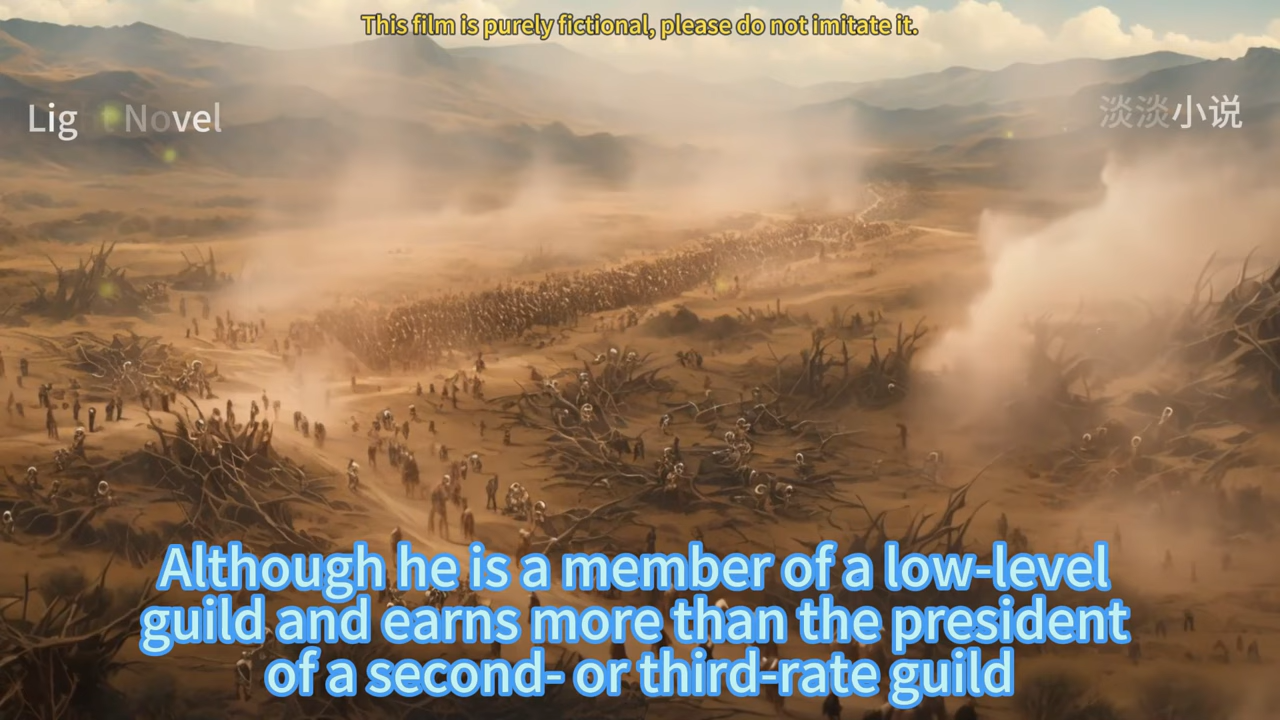 This film is purely fictional, please do not imitate it.
Lig t Novel
淡淡小说
Although he is a member of a low-level
guild and earns more than the president
of a second- or third-rate guild